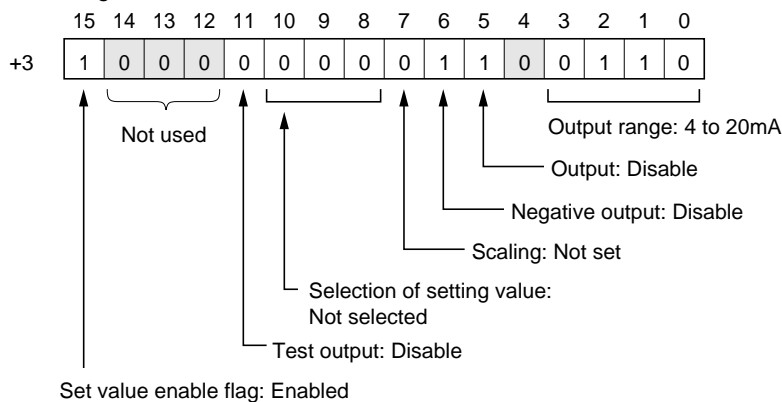 15 14 13 12 11 10 9 8 7 6 5 4 3 2 1 0
+3 1 0 0 0 0 0 0 0 0 1 1 0 0 1 1 0
Not used
Output range: 4 to 20mA
Output: Disable
Negative output: Disable
Scaling: Not set
Selection of setting value:
Not selected
Test output: Disable
Set value enable flag: Enabled